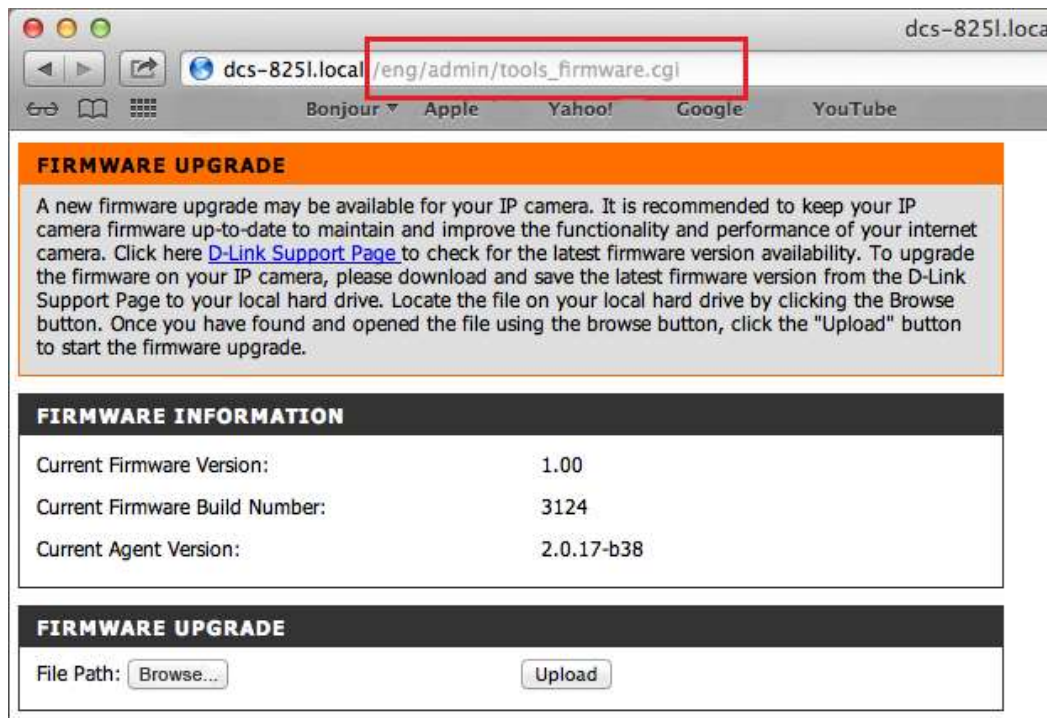 dcs-825l.loca
dcs-825l.local/eng/admin/tools_firmware.cgi
Bonjour Apple Yahoo! Google YouTube
FIRMWARE UPGRADE
A new firmware upgrade may be available for your IP camera. It is recommended to keep your IP
camera firmware up-to-date to maintain and improve the functionality and performance of your internet
camera. Click here D-Link Support Page to check for the latest firmware version availability. To upgrade
the firmware on your IP camera, please download and save the latest firmware version from the D-Link
Support Page to your local hard drive. Locate the file on your local hard drive by clicking the Browse
button. Once you have found and opened the file using the browse button, click the "Upload" button
to start the firmware upgrade.
FIRMWARE INFORMATION
Current Firmware Version: 1.00
Current Firmware Build Number: 3124
Current Agent Version: 2.0.17-b38
FIRMWARE UPGRADE
File Path: Browse... Upload